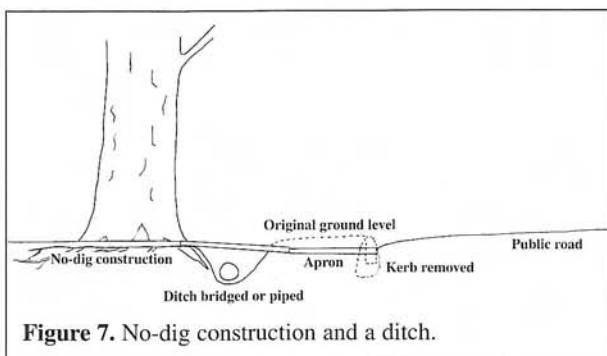 Original ground level
Public road
No-dig construction
Apron
Kerb removed
Ditch bridged or piped
Figure 7. No-dig construction and a ditch.